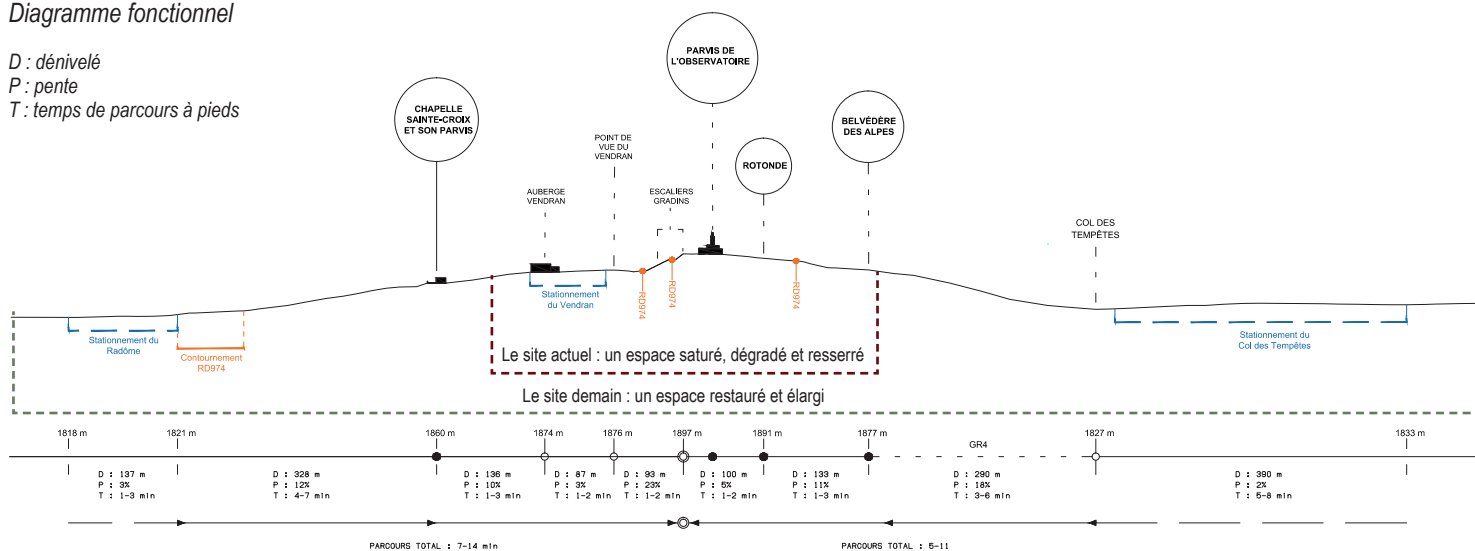 Diagramme fonctionnel
D : dénivelé
P : pente
T : temps de parcours à pieds
CHAPELLE
SAINTE-CROIX
ET SON PARVIS
AUBERGE
VENDRAN
POINT DE
VUE DU
VENDRAN
ESCALIERS
GRADINS
PARVIS DE
L'OBSERVATOIRE
ROTONDE
BELVÉDÈRE
DES ALPES
COL DES
TEMPÊTES
Stationnement du
Radôme
Contournement
RD974
Stationnement
du Vendran
RD974
RD974
RD974
Stationnement du
Col des Tempêtes
Le site actuel : un espace saturé, dégradé et resserré
Le site demain : un espace restauré et élargi
1818 m
1821 m
1860 m
1874 m
1876 m
1897 m
1891 m
1877 m
GR4
1827 m
1833 m
D : 137 m
P : 3%
T : 1-3 min
D : 328 m
P : 12%
T : 4-7 min
D : 136 m
P : 10%
T : 1-3 min
D : 87 m
P : 3%
T : 1-2 min
D : 93 m
P : 23%
T : 1-2 min
D : 100 m
P : 5%
T : 1-2 min
D : 133 m
P : 11%
T : 1-3 min
D : 290 m
P : 18%
T : 3-6 min
D : 390 m
P : 2%
T : 5-8 min
PARCOURS TOTAL : 7-14 min
PARCOURS TOTAL : 5-11